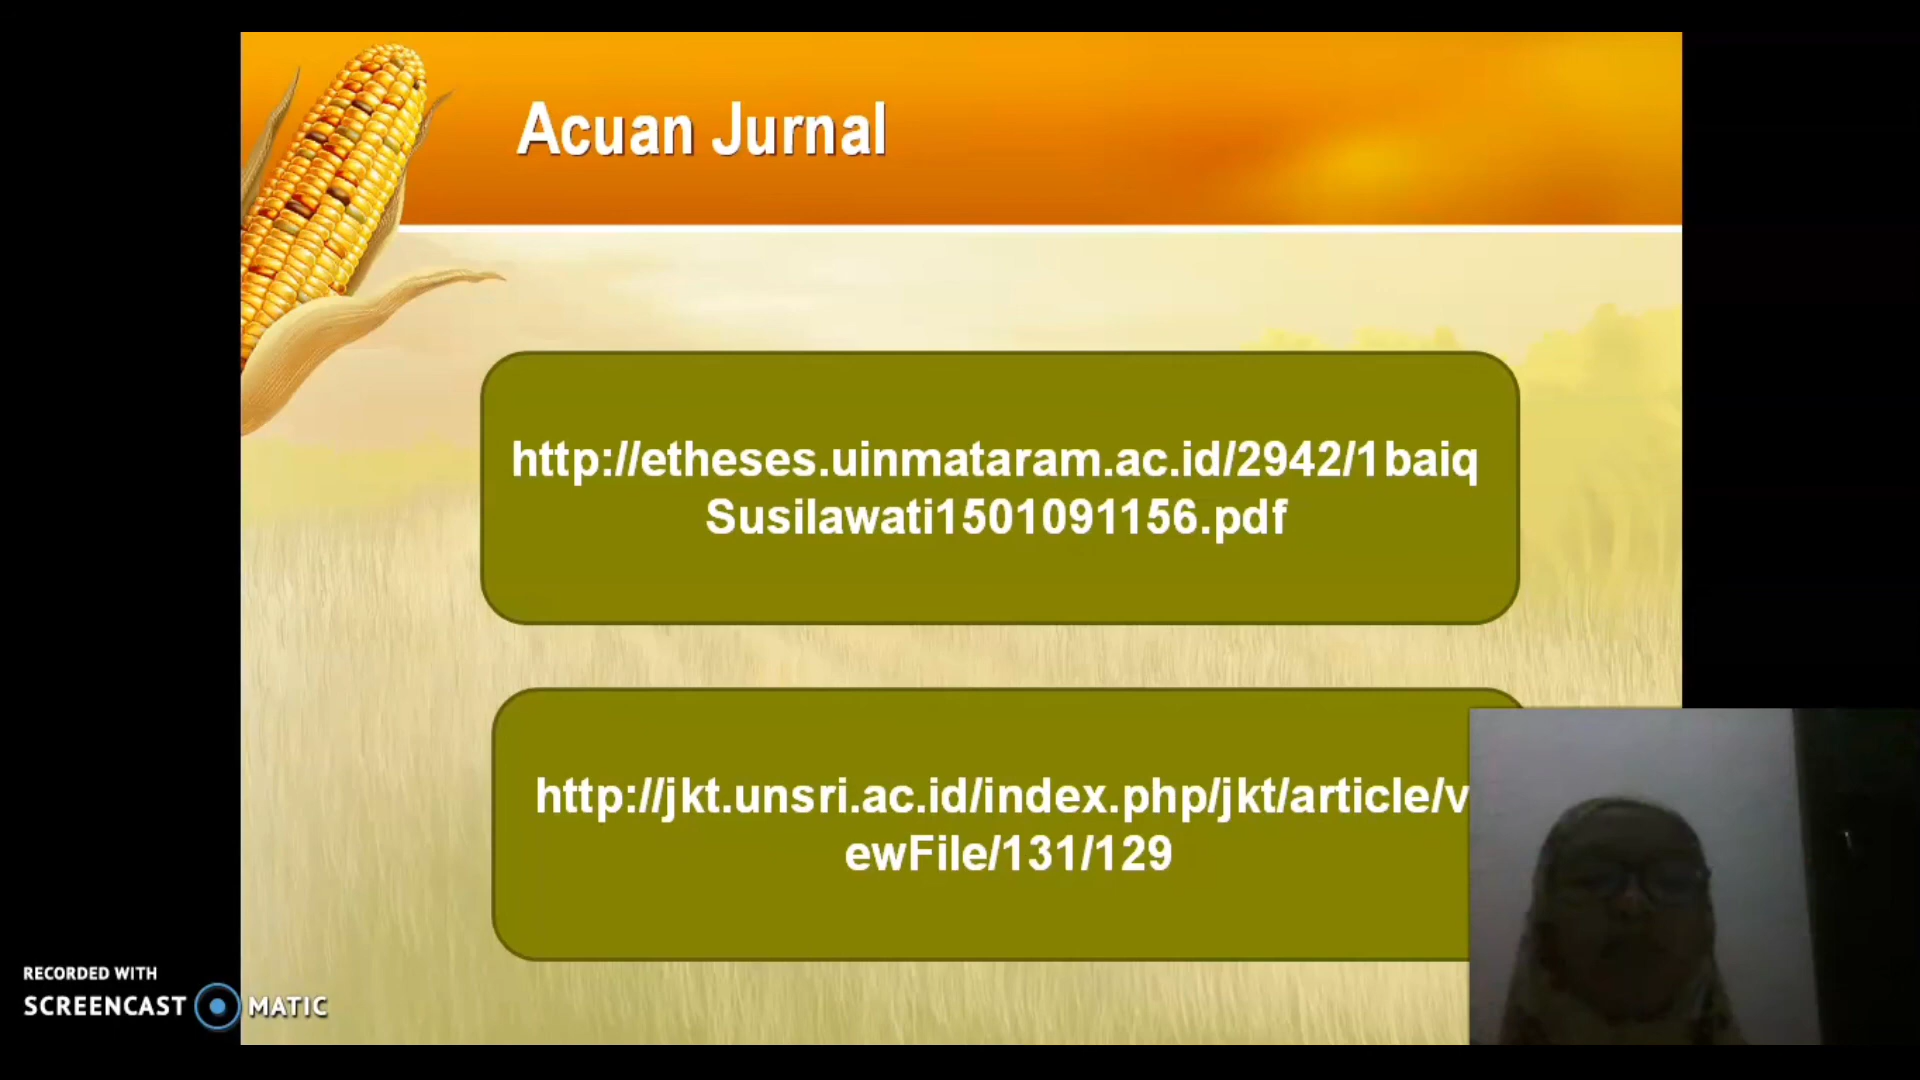 Acuan Jurnal
http://etheses.uinmataram.ac.id/2942/1baiq
Susilawati1501091156.pdf
http://jkt.unsri.ac.id/index.php/jkt/article/v
ewFile/131/129
RECORDED WITH
SCREENCAST MATIC